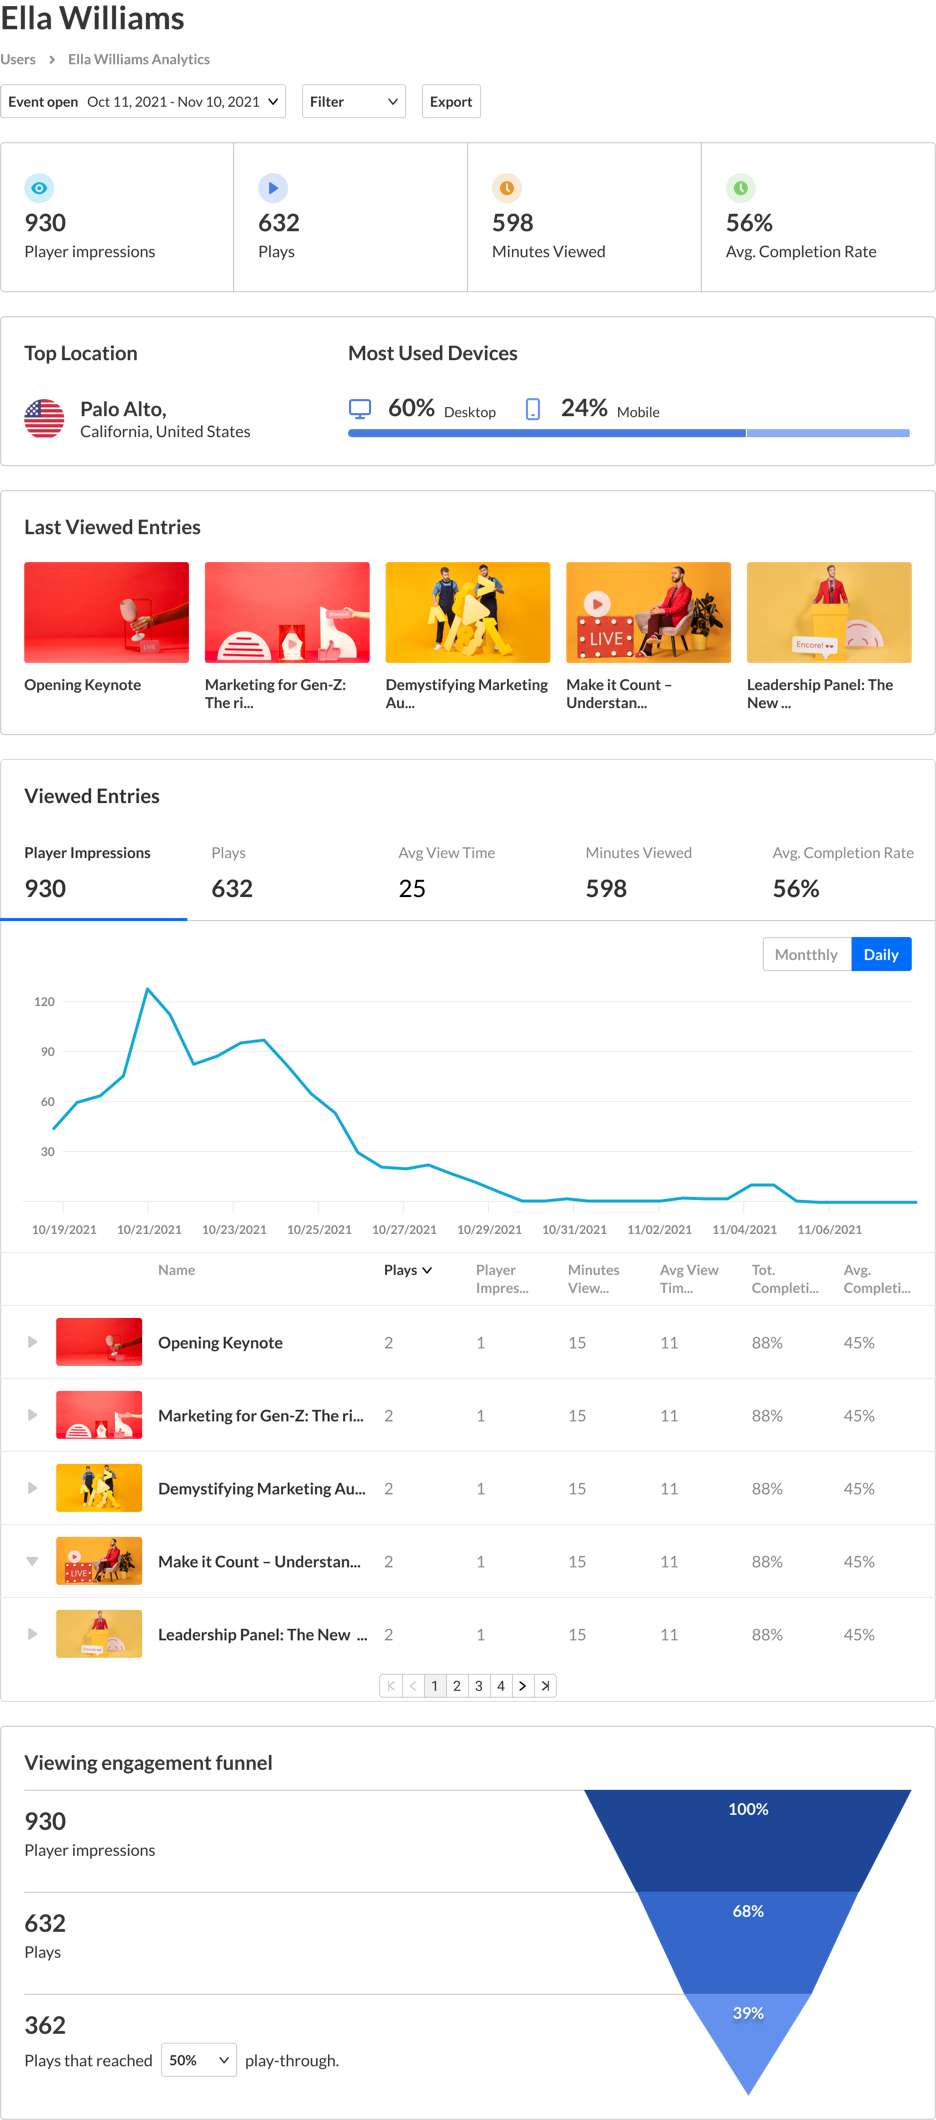 Ella Williams
Users > Ella Williams Analytics
Event open Oct 11, 2021 - Nov 10, 2021
Filter
Export
930
Player impressions
632
Plays
598
Minutes Viewed
56%
Avg. Completion Rate
Top Location
Palo Alto,
California, United States
Most Used Devices
60% Desktop
24% Mobile
Last Viewed Entries
LIVE
LIVE
Encore! ♥♥
Opening Keynote
Marketing for Gen-Z:
The ri...
Demystifying Marketing
Au...
Make it Count –
Understan...
Leadership Panel: The
New ...
Viewed Entries
Player Impressions
930
Plays
632
Avg View Time
25
Minutes Viewed
598
Avg. Completion Rate
56%
Montthly
Daily
120
90
60
30
10/19/2021 10/21/2021 10/23/2021 10/25/2021 10/27/2021 10/29/2021 10/31/2021 11/02/2021 11/04/2021 11/06/2021
Name
Plays
Player
Impres...
Minutes
View...
Avg View
Tim...
Tot.
Completi...
Avg.
Completi...
Opening Keynote 2 1 15 11 88% 45%
Marketing for Gen-Z: The ri... 2 1 15 11 88% 45%
Demystifying Marketing Au... 2 1 15 11 88% 45%
LIVE
Make it Count – Understan... 2 1 15 11 88% 45%
Leadership Panel: The New ... 2 1 15 11 88% 45%
1 2 3 4
Viewing engagement funnel
930
Player impressions
100%
632
Plays
68%
362
Plays that reached 50% play-through.
39%